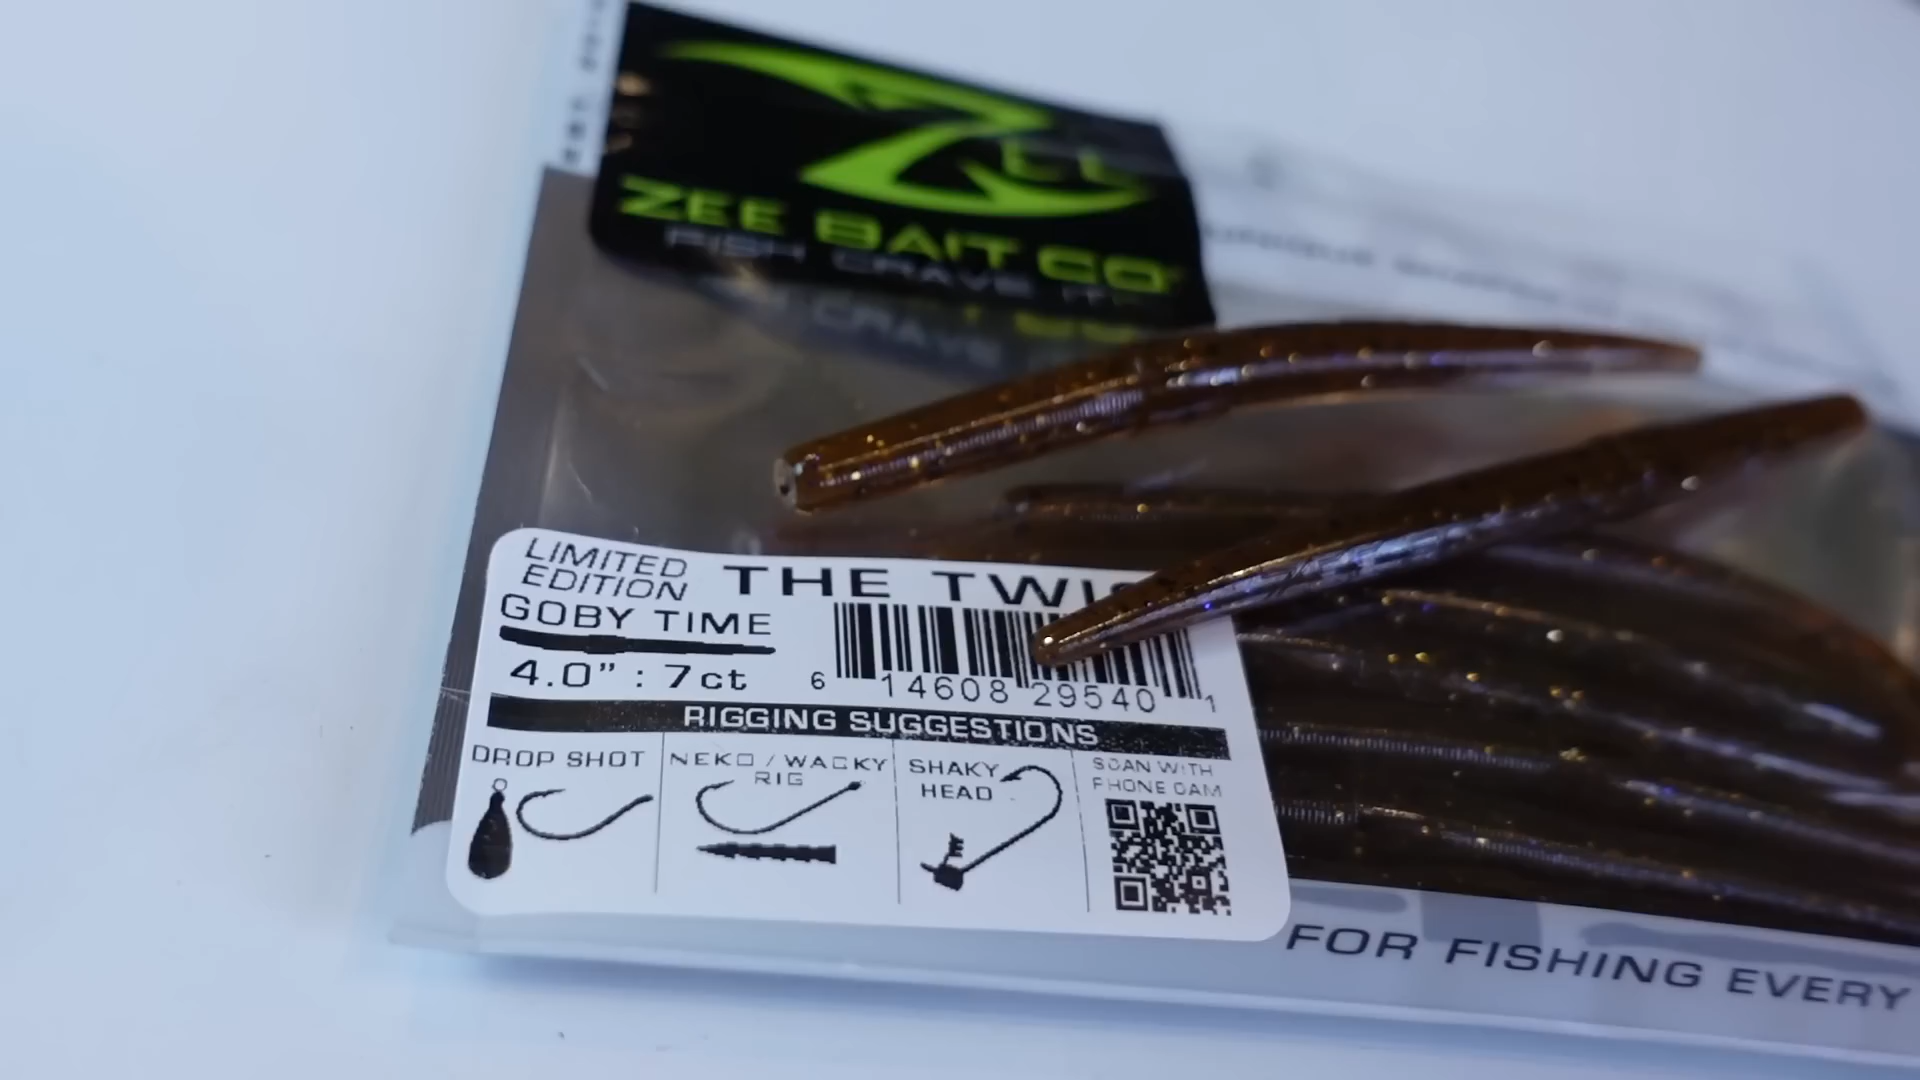 ZEE BAIT CO
FISH CRAVE IT
LIMITED
EDITION
THE TWIS
GOBY TIME
4.0" : 7ct
6 14608 29540 1
RIGGING SUGGESTIONS
DROP SHOT
NEKO / WACKY
RIG
SHAKY
HEAD
SCAN WITH
PHONE CAM
FOR FISHING EVERY